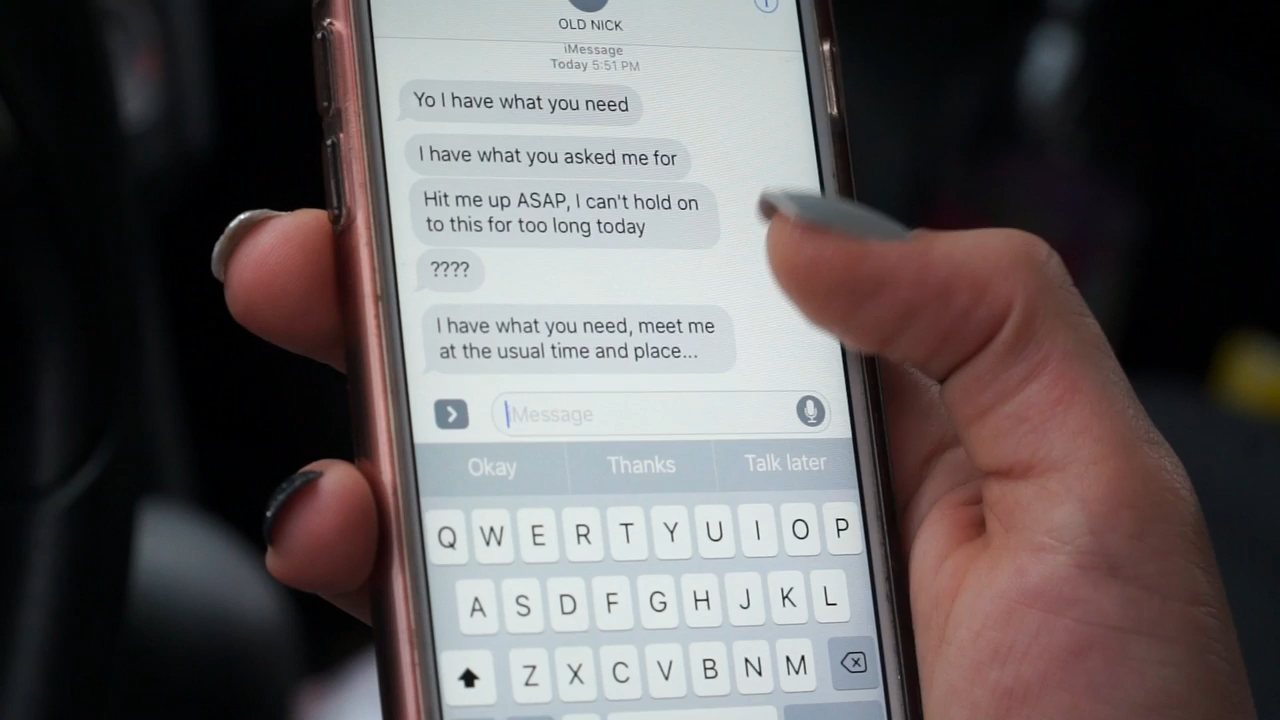 OLD NICK
iMessage
Today 5:51 PM
Yo I have what you need
I have what you asked me for
Hit me up ASAP, I can't hold on
to this for too long today
????
I have what you need, meet me
at the usual time and place...
iMessage
Okay Thanks Talk later
Q W E R T Y U I O P
A S D F G H J K L
Z X C V B N M